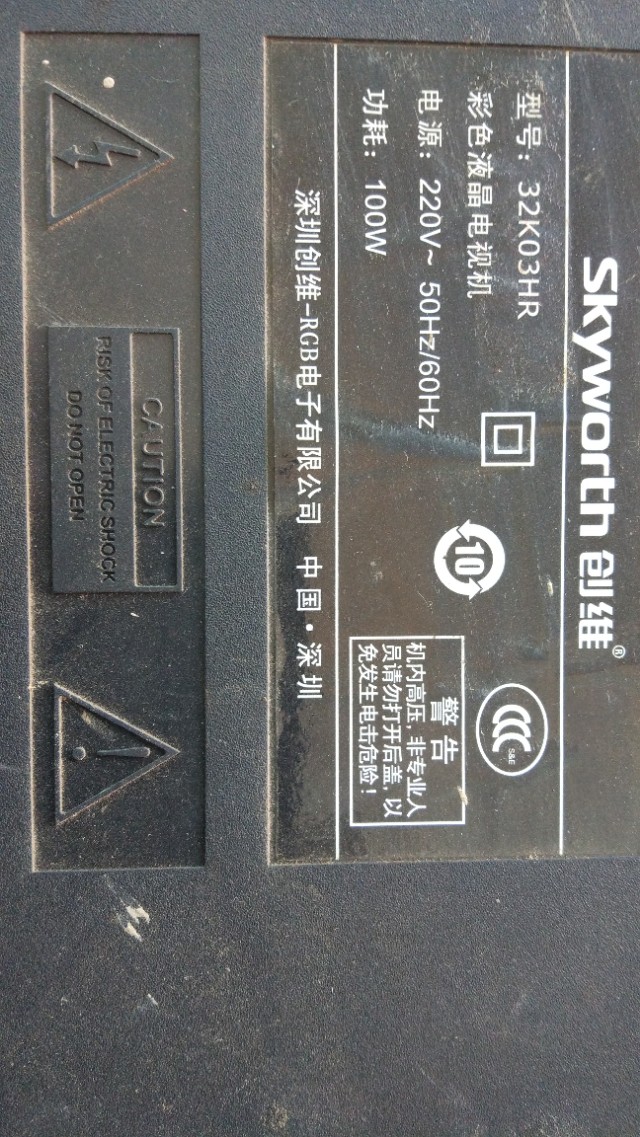 Skyworth 创维®
型号: 32K03HR
彩色液晶电视机
电源: 220V~ 50Hz/60Hz
功耗: 100W
10
CCC
S&E
警告
机内高压, 非专业人
员请勿打开后盖, 以
免发生电击危险!
深圳创维-RGB电子有限公司 中国·深圳
CAUTION
RISK OF ELECTRIC SHOCK
DO NOT OPEN